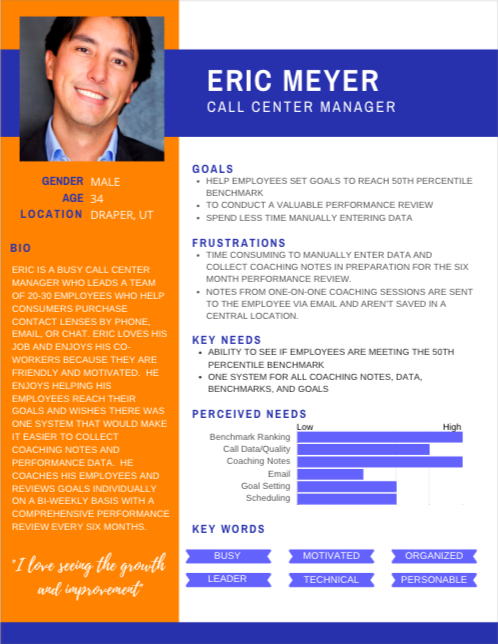 ERIC MEYER
CALL CENTER MANAGER
GENDER MALE
AGE 34
LOCATION DRAPER, UT
BIO
ERIC IS A BUSY CALL CENTER
MANAGER WHO LEADS A TEAM
OF 20-30 EMPLOYEES WHO HELP
CONSUMERS PURCHASE
CONTACT LENSES BY PHONE,
EMAIL, OR CHAT. ERIC LOVES HIS
JOB AND ENJOYS HIS CO-
WORKERS BECAUSE THEY ARE
FRIENDLY AND MOTIVATED. HE
ENJOYS HELPING HIS
EMPLOYEES REACH THEIR
GOALS AND WISHES THERE WAS
ONE SYSTEM THAT WOULD MAKE
IT EASIER TO COLLECT
COACHING NOTES AND
PERFORMANCE DATA. HE
COACHES HIS EMPLOYEES AND
REVIEWS GOALS INDIVIDUALLY
ON A BI-WEEKLY BASIS WITH A
COMPREHENSIVE PERFORMANCE
REVIEW EVERY SIX MONTHS.
"I love seeing the growth
and improvement"
GOALS
• HELP EMPLOYEES SET GOALS TO REACH 50TH PERCENTILE
BENCHMARK
• TO CONDUCT A VALUABLE PERFORMANCE REVIEW
• SPEND LESS TIME MANUALLY ENTERING DATA
FRUSTRATIONS
• TIME CONSUMING TO MANUALLY ENTER DATA AND
COLLECT COACHING NOTES IN PREPARATION FOR THE SIX
MONTH PERFORMANCE REVIEW.
• NOTES FROM ONE-ON-ONE COACHING SESSIONS ARE SENT
TO THE EMPLOYEE VIA EMAIL AND AREN'T SAVED IN A
CENTRAL LOCATION.
KEY NEEDS
• ABILITY TO SEE IF EMPLOYEES ARE MEETING THE 50TH
PERCENTILE BENCHMARK
• ONE SYSTEM FOR ALL COACHING NOTES, DATA,
BENCHMARKS, AND GOALS
PERCEIVED NEEDS
Low High
Benchmark Ranking
Call Data/Quality
Coaching Notes
Email
Goal Setting
Scheduling
KEY WORDS
BUSY MOTIVATED ORGANIZED
LEADER TECHNICAL PERSONABLE